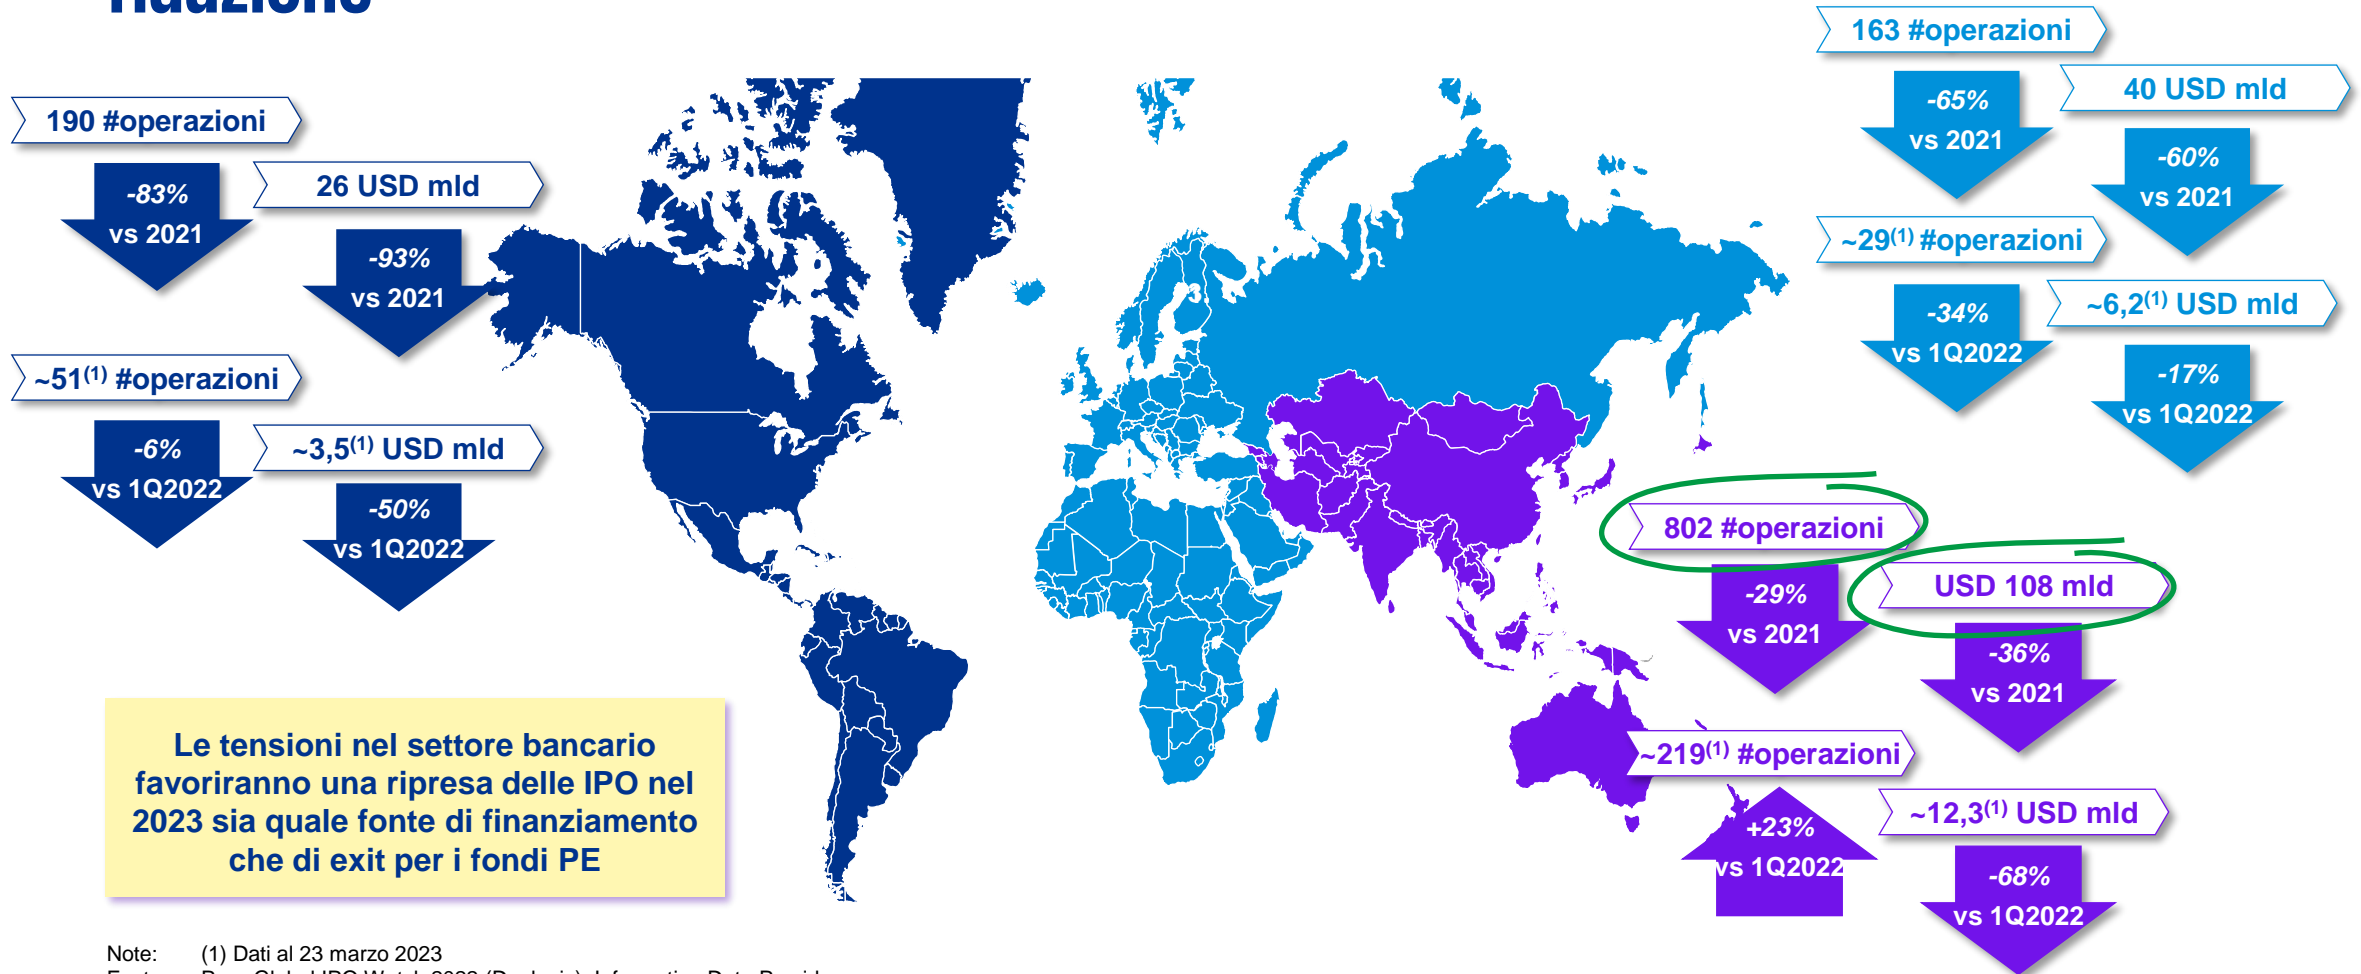 riduzione
190 #operazioni
-83%
vs 2021
26 USD mld
-93%
vs 2021
~51(1) #operazioni
-6%
vs 1Q2022
~3,5(1) USD mld
-50%
vs 1Q2022
163 #operazioni
-65%
vs 2021
40 USD mld
-60%
vs 2021
~29(1) #operazioni
-34%
vs 1Q2022
~6,2(1) USD mld
-17%
vs 1Q2022
3
802 #operazioni
-29%
vs 2021
USD 108 mld
-36%
vs 2021
~219(1) #operazioni
+23%
vs 1Q2022
~12,3(1) USD mld
-68%
vs 1Q2022
Le tensioni nel settore bancario
favoriranno una ripresa delle IPO nel
2023 sia quale fonte di finanziamento
che di exit per i fondi PE
Note: (1) Dati al 23 marzo 2023